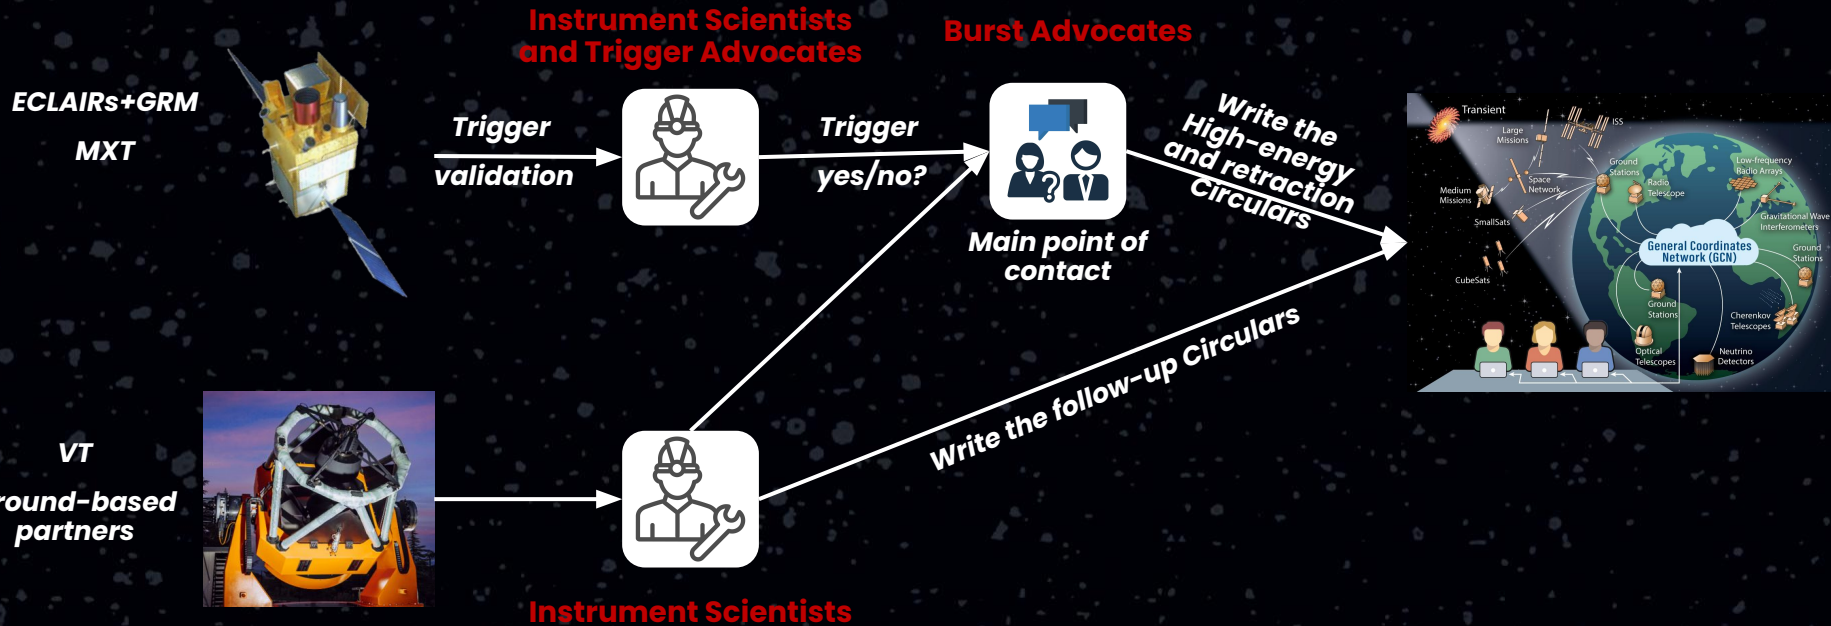 Instrument Scientists
and Trigger Advocates
Burst Advocates
ECLAIRs+GRM
MXT
Trigger
validation
Trigger
yes/no?
Write the
High-energy
and retraction
Circulars
Main point of
contact
Write the follow-up Circulars
VT
round-based
partners
Instrument Scientists
Transient
Large
Missions
ISS
Space
Network
Medium
Missions
SmallSats
CubeSats
Ground
Stations
Radio
Telescope
Low-frequency
Radio Arrays
Gravitational Wave
Interferometers
General Coordinates
Network (GCN)
Ground
Stations
Ground
Stations
Cherenkov
Telescopes
Optical
Telescopes
Neutrino
Detectors